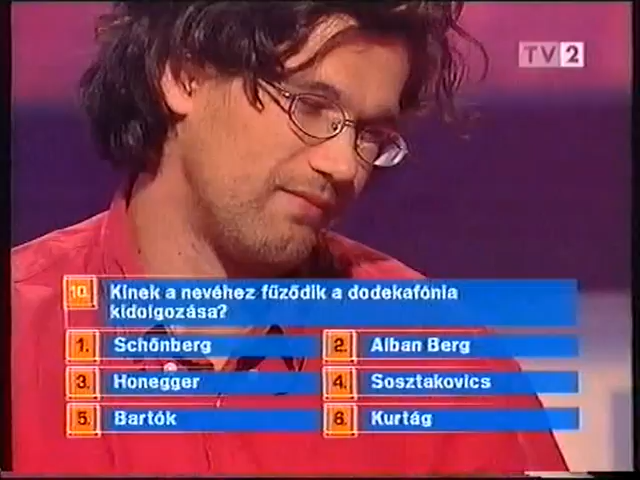 TV2
10. Kinek a nevéhez fűződik a dodekafónia
kidolgozása?
1. Schönberg
2. Alban Berg
3. Honegger
4. Sosztakovics
5. Bartók
6. Kurtág